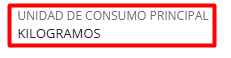 UNIDAD DE CONSUMO PRINCIPAL
KILOGRAMOS